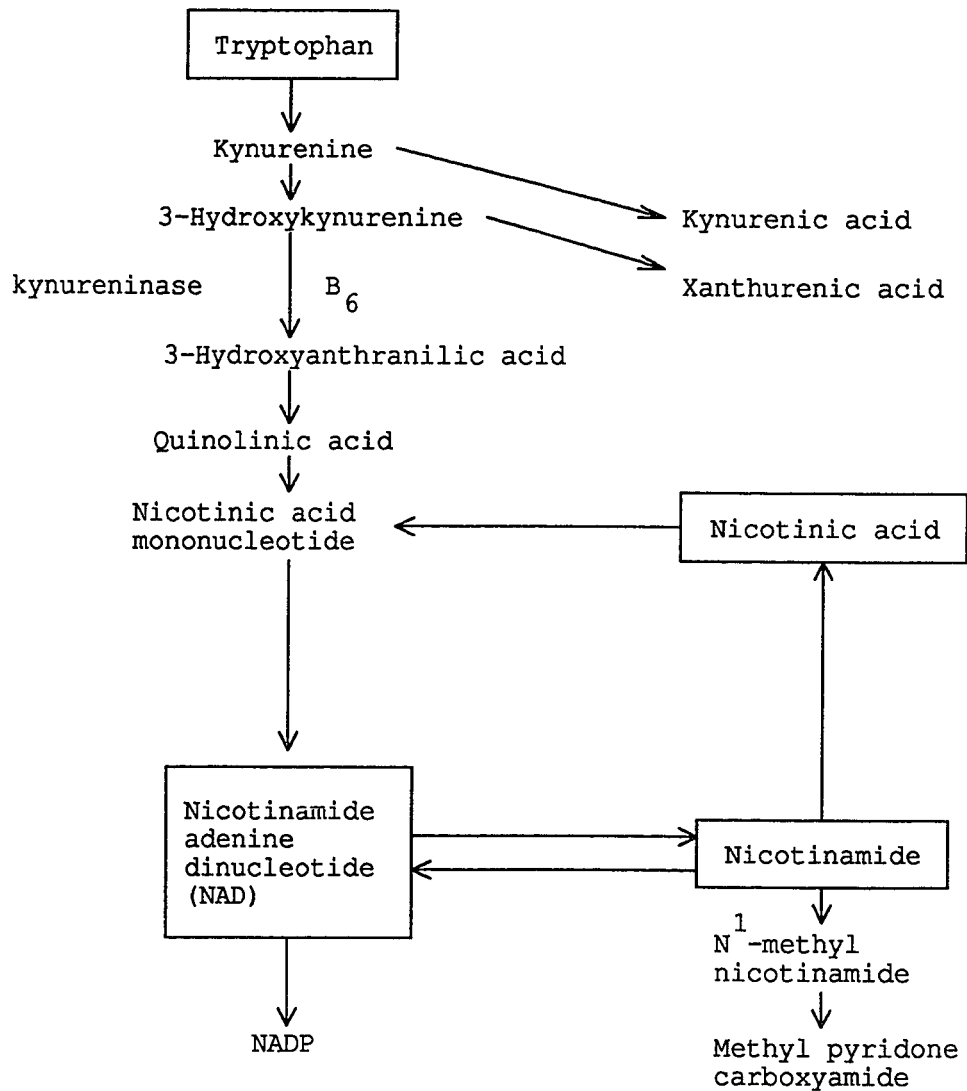 Tryptophan
Kynurenine
3-Hydroxykynurenine
Kynurenic acid
kynureninase
B6
Xanthurenic acid
3-Hydroxyanthranilic acid
Quinolinic acid
Nicotinic acid
mononucleotide
Nicotinic acid
Nicotinamide
adenine
dinucleotide
(NAD)
Nicotinamide
N1-methyl
nicotinamide
NADP
Methyl pyridone
carboxyamide